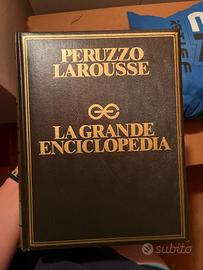 PERUZZO
LAROUSSE
LA GRANDE
ENCICLOPEDIA
subito